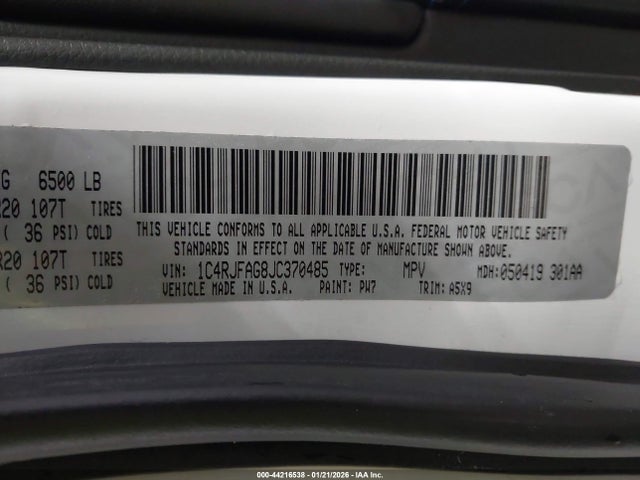 G 6500 LB
R20 107T TIRES
( 36 PSI) COLD
R20 107T TIRES
( 36 PSI) COLD
THIS VEHICLE CONFORMS TO ALL APPLICABLE U.S.A. FEDERAL MOTOR VEHICLE SAFETY
STANDARDS IN EFFECT ON THE DATE OF MANUFACTURE SHOWN ABOVE.
VIN: 1C4RJFAG8JC370485 TYPE: MPV MDH: 050419 301AA
VEHICLE MADE IN U.S.A. PAINT: PW7 TRIM: A5X9
000-44216538 - 01/21/2026 - IAA Inc.